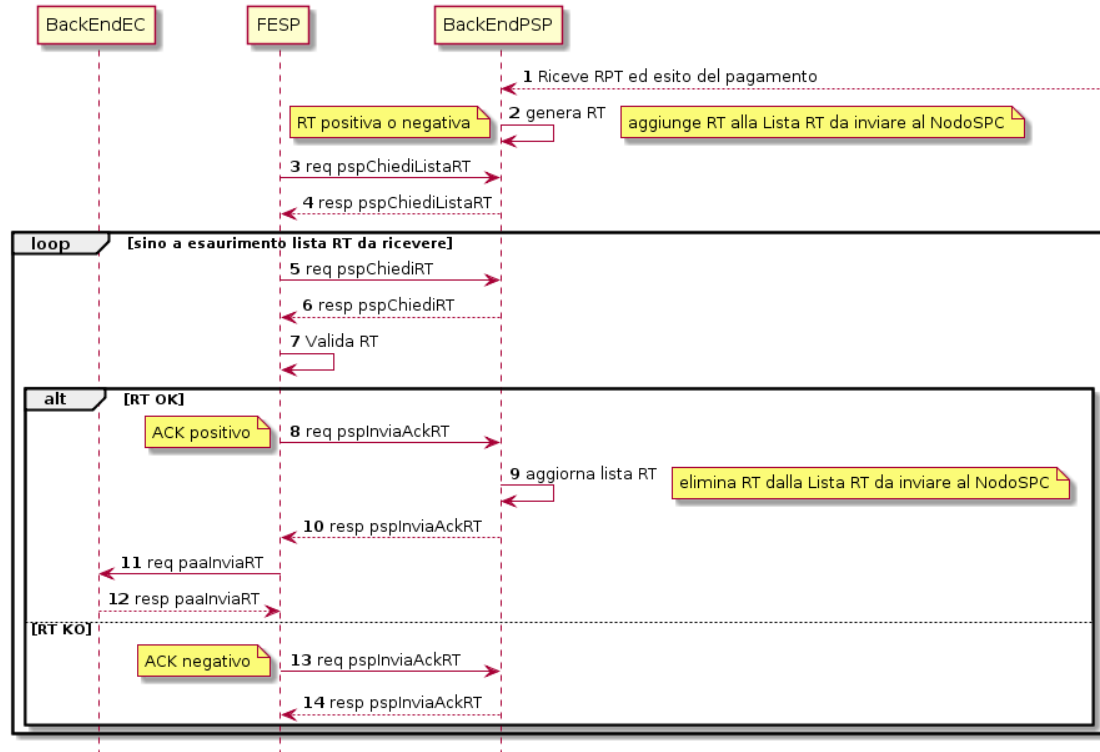 BackEndEC
FESP
BackEndPSP
1 Riceve RPT ed esito del pagamento
RT positiva o negativa
2 genera RT
aggiunge RT alla Lista RT da inviare al NodoSPC
3 req pspChiediListaRT
4 resp pspChiediListaRT
loop
[sino a esaurimento lista RT da ricevere]
5 req pspChiediRT
6 resp pspChiediRT
7 Valida RT
alt
[RT OK]
ACK positivo
8 req pspInviaAckRT
9 aggiorna lista RT
elimina RT dalla Lista RT da inviare al NodoSPC
10 resp pspInviaAckRT
11 req paaInviaRT
12 resp paaInviaRT
[RT KO]
ACK negativo
13 req pspInviaAckRT
14 resp pspInviaAckRT